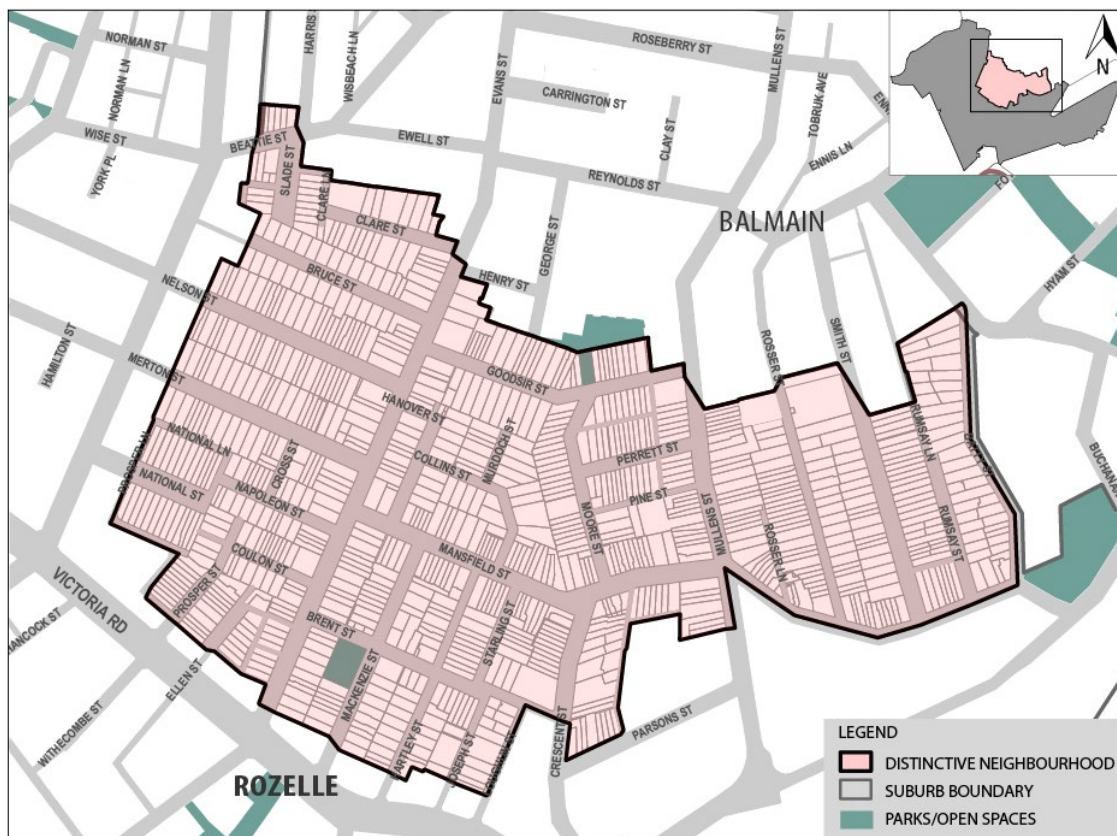 NORMAN ST
NORMAN LN
WISE ST
YORK PL
BEATTIE ST
HARRIS
WISBEACH LN
EVANS ST
ROSEBERRY ST
CARRINGTON ST
CLAY ST
MULLENS ST
TOBRUK AVE
ENNIS LN
EWELL ST
REYNOLDS ST
BALMAIN
N
HYAM ST
SLADE ST
CLARE ST
BRUCE ST
HENRY ST
GEORGE ST
NELSON ST
HAMILTON ST
MERTON ST
GOODSIR ST
HANOVER ST
MURDOCH ST
COLLINS ST
ROSSER ST
SMITH ST
RUMSAY LN
RUMSAY ST
BUCHANA
NATIONAL LN
CROSS ST
NATIONAL ST
NAPOLEON ST
PERRETT ST
PINE ST
MOORE ST
MULLENS ST
ROSSER LN
MANSFIELD ST
COULON ST
PROSPER ST
VICTORIA RD
BRENT ST
STARLING ST
MACKENZIE ST
ELLEN ST
WITHECOMBE ST
HARTLEY ST
JOSEPH ST
CRESCENT ST
PARSONS ST
ROZELLE
LEGEND
DISTINCTIVE NEIGHBOURHOOD
SUBURB BOUNDARY
PARKS/OPEN SPACES